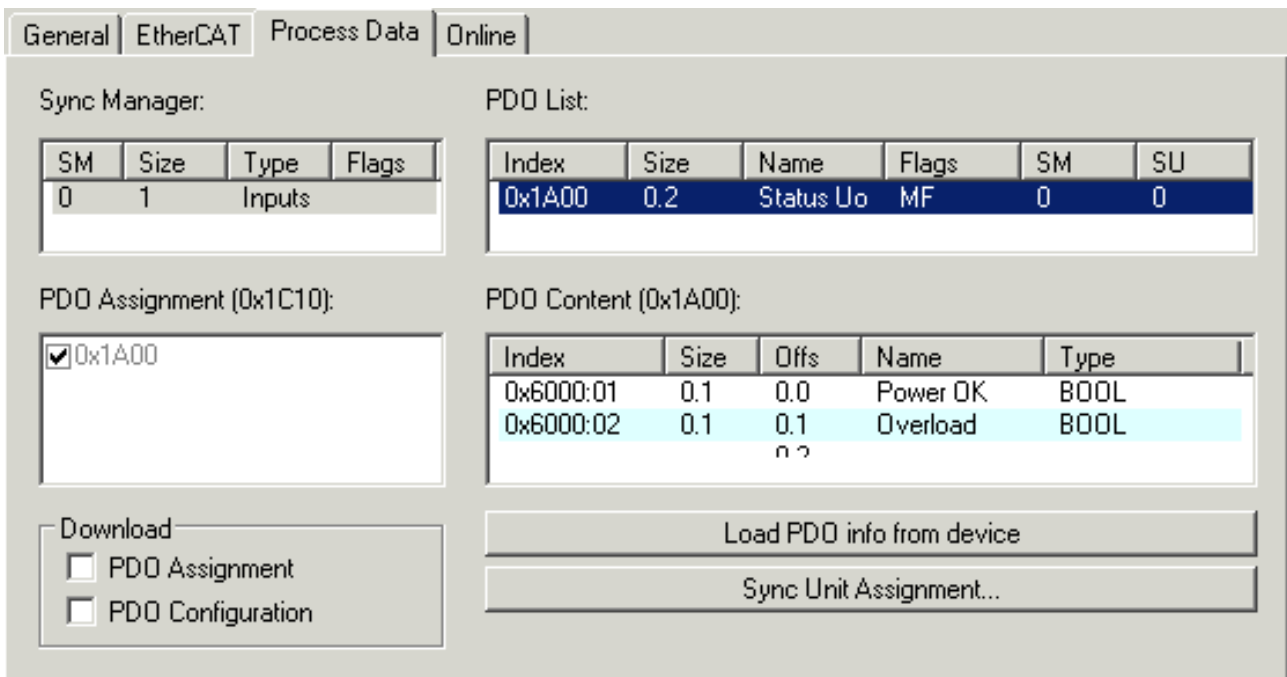 General EtherCAT Process Data Online
Sync Manager:
SM Size Type Flags
0 1 Inputs
PDO List:
Index Size Name Flags SM SU
0x1A00 0.2 Status Uo MF 0 0
PDO Assignment (0x1C10):
0x1A00
PDO Content (0x1A00):
Index Size Offs Name Type
0x6000:01 0.1 0.0 Power OK BOOL
0x6000:02 0.1 0.1 Overload BOOL
Download
PDO Assignment
PDO Configuration
Load PDO info from device
Sync Unit Assignment...